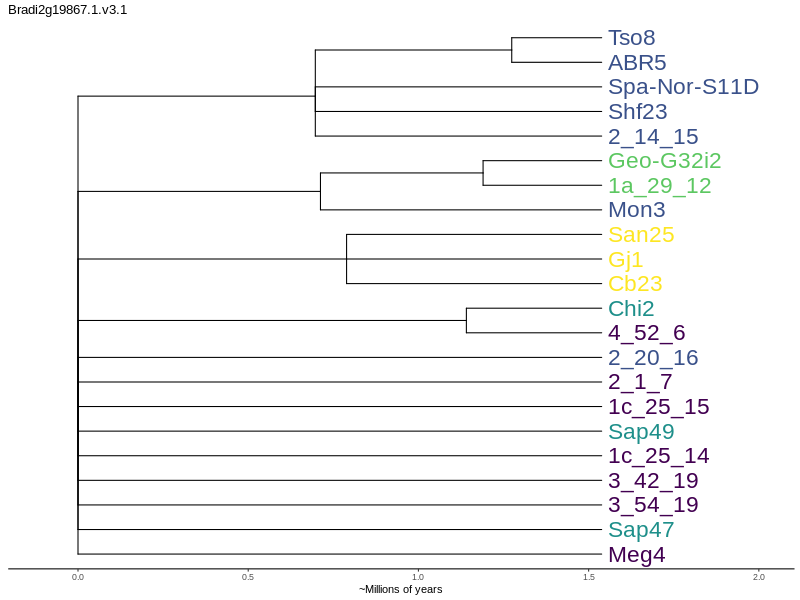 Bradi2g19867.1.v3.1
Tso8
ABR5
Spa-Nor-S11D
Shf23
2_14_15
Geo-G32i2
1a_29_12
Mon3
San25
Gj1
Cb23
Chi2
4_52_6
2_20_16
2_1_7
1c_25_15
Sap49
1c_25_14
3_42_19
3_54_19
Sap47
Meg4
0.0 0.5 1.0 1.5 2.0
~Millions of years